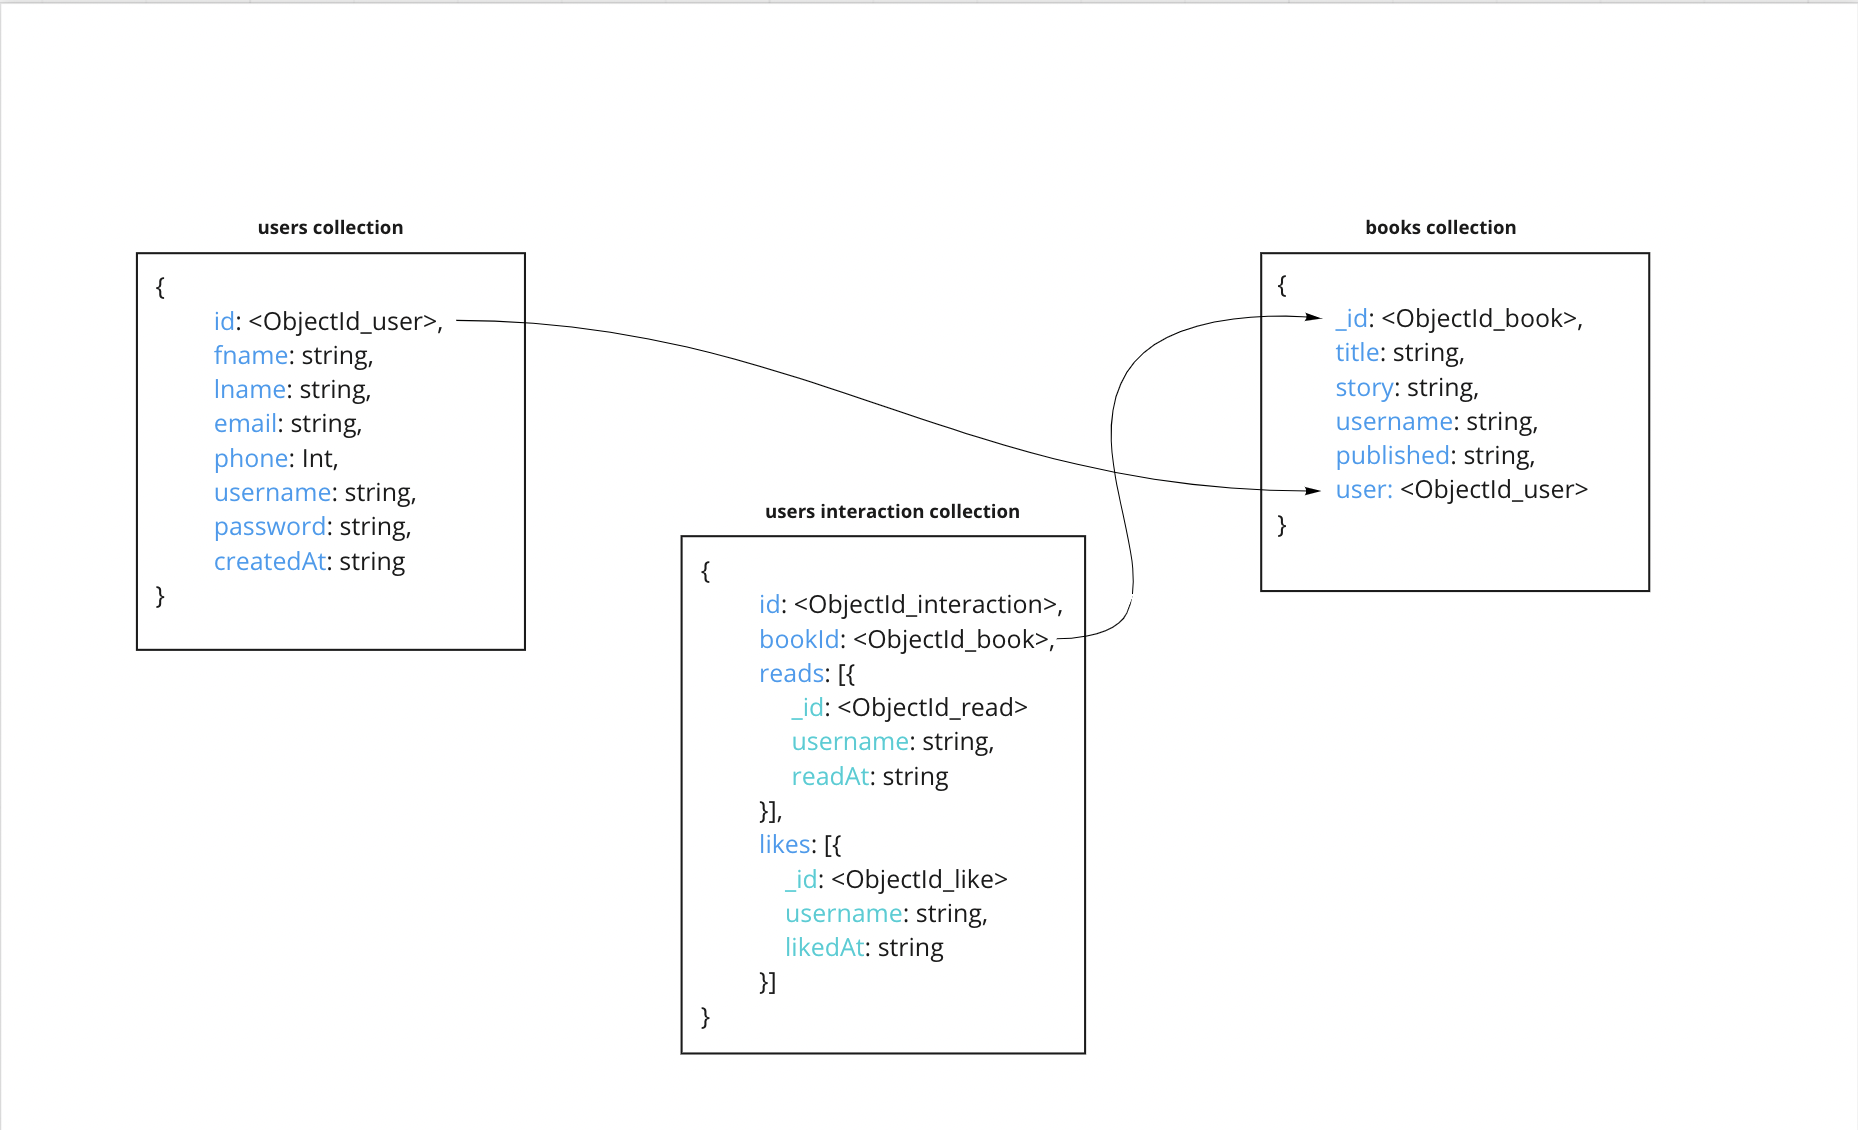 users collection
{
id: <ObjectId_user>,
fname: string,
lname: string,
email: string,
phone: Int,
username: string,
password: string,
createdAt: string
}
users interaction collection
{
id: <ObjectId_interaction>,
bookId: <ObjectId_book>,
reads: [{
_id: <ObjectId_read>
username: string,
readAt: string
}],
likes: [{
_id: <ObjectId_like>
username: string,
likedAt: string
}]
}
books collection
{
_id: <ObjectId_book>,
title: string,
story: string,
username: string,
published: string,
user: <ObjectId_user>
}